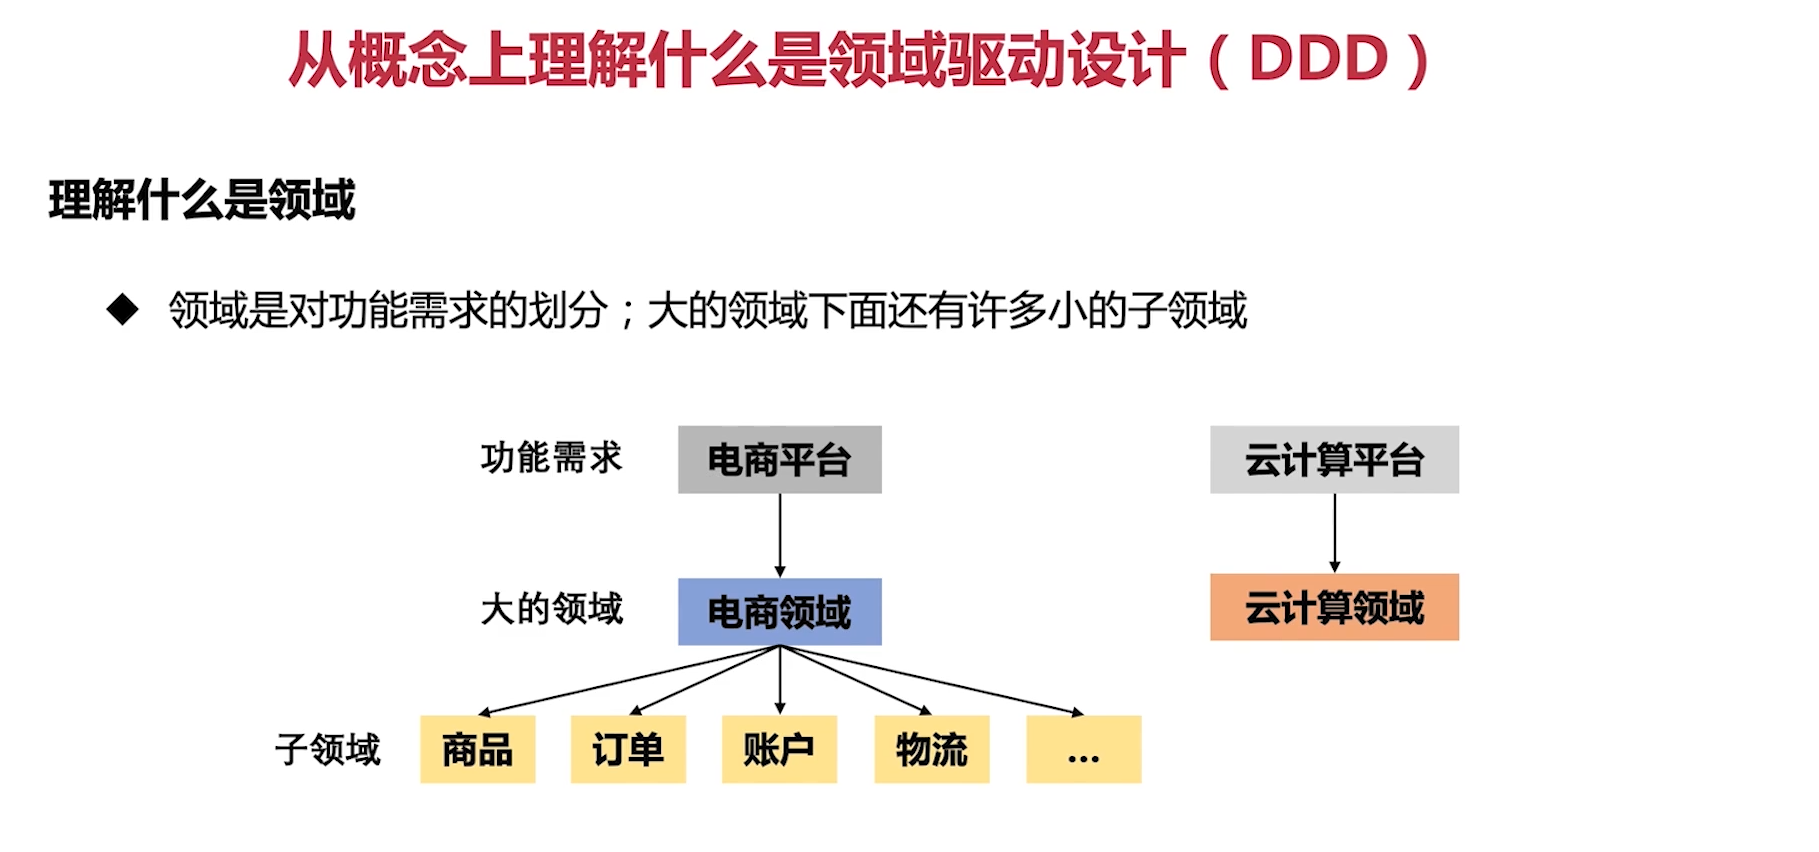 从概念上理解什么是领域驱动设计（DDD）
理解什么是领域
◆ 领域是对功能需求的划分；大的领域下面还有许多小的子领域
功能需求 电商平台 云计算平台
大的领域 电商领域 云计算领域
子领域 商品 订单 账户 物流 ...